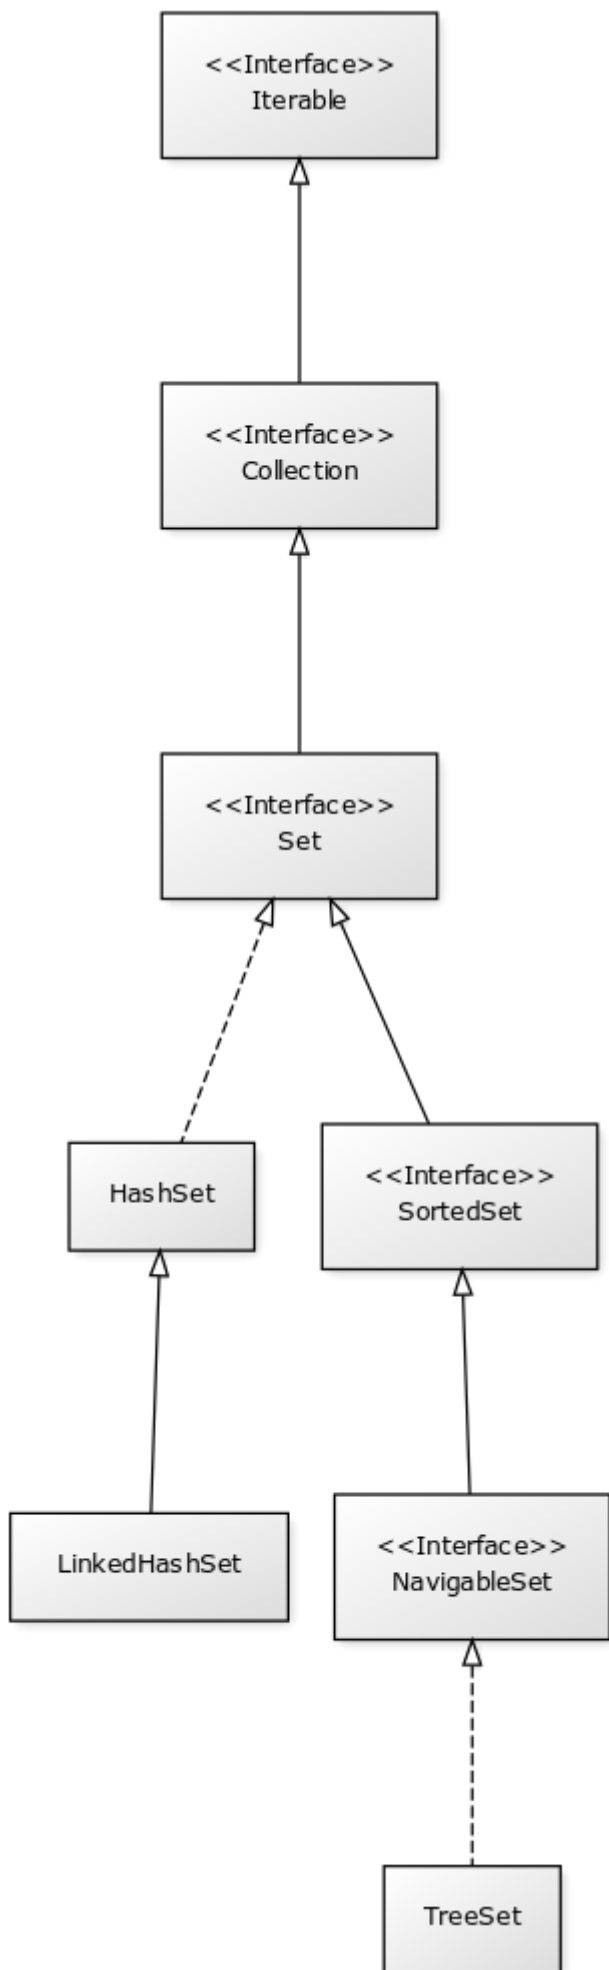 <<Interface>>
Iterable
<<Interface>>
Collection
<<Interface>>
Set
HashSet
<<Interface>>
SortedSet
LinkedHashSet
<<Interface>>
NavigableSet
TreeSet